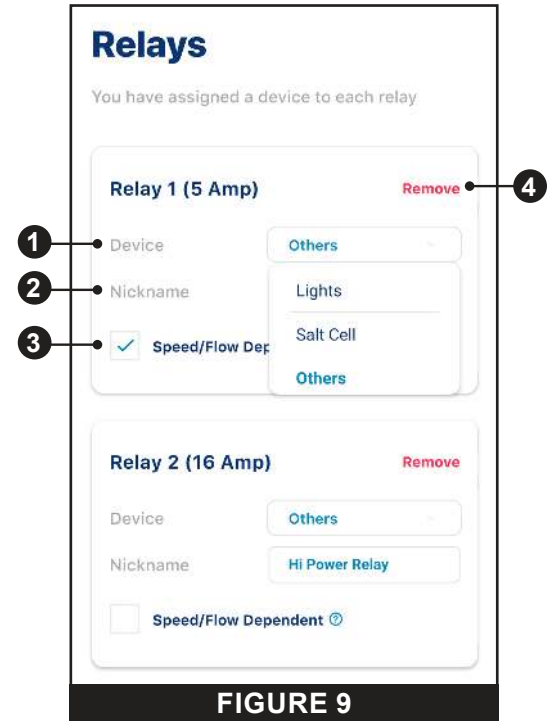 Relays
You have assigned a device to each relay
Relay 1 (5 Amp) Remove 4
1 Device Others
2 Nickname Lights
3 Speed/Flow Dep Salt Cell
Others
Relay 2 (16 Amp) Remove
Device Others
Nickname Hi Power Relay
Speed/Flow Dependent ?
FIGURE 9